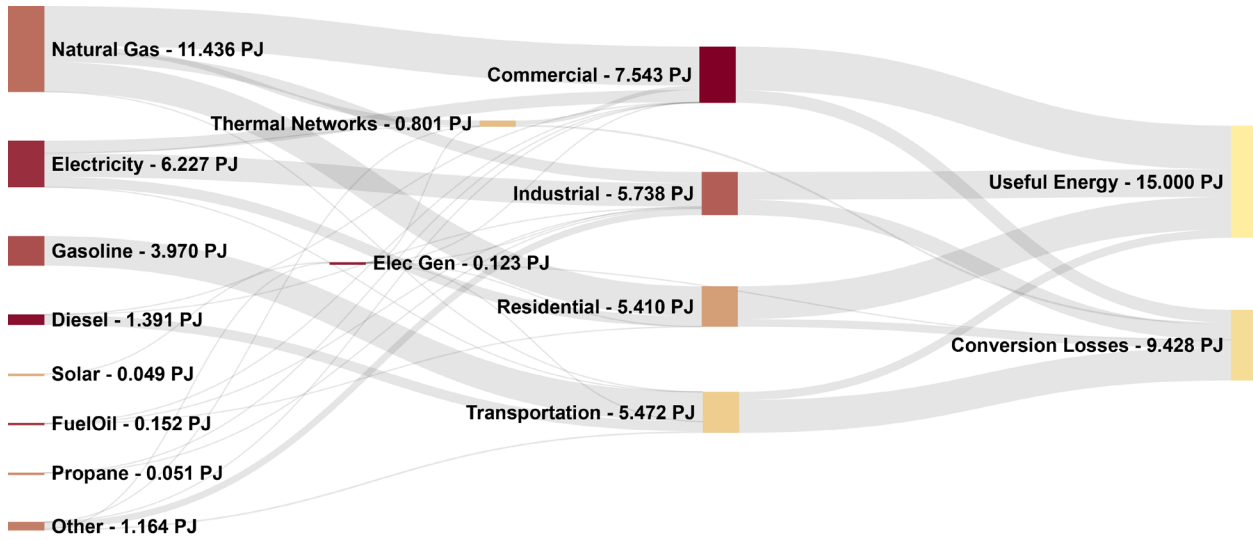 Natural Gas - 11.436 PJ
Electricity - 6.227 PJ
Gasoline - 3.970 PJ
Diesel - 1.391 PJ
Solar - 0.049 PJ
FuelOil - 0.152 PJ
Propane - 0.051 PJ
Other - 1.164 PJ
Thermal Networks - 0.801 PJ
Elec Gen - 0.123 PJ
Commercial - 7.543 PJ
Industrial - 5.738 PJ
Residential - 5.410 PJ
Transportation - 5.472 PJ
Useful Energy - 15.000 PJ
Conversion Losses - 9.428 PJ